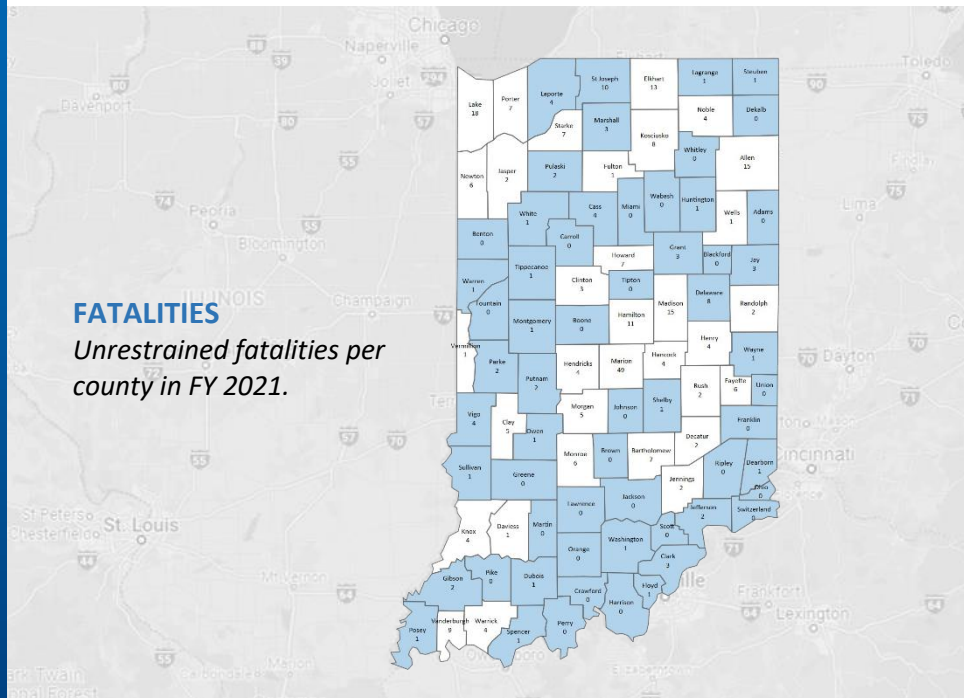 Chicago
Naperville
Joliet
Davenport
Peoria
Bloomington
ILLINOIS
Champaign
St. Louis
Mt Vernon
Marion
Toledo
Findlay
Lima
Dayton
Cincinnati
Frankfort
Lexington
FATALITIES
Unrestrained fatalities per
county in FY 2021.
Lake
18
Porter
7
Leporte
4
St Joseph
10
Elkhart
13
Lagrange
1
Steuben
1
Noble
4
Dekalb
0
Starke
7
Marshall
3
Kosciusko
8
Whitley
0
Allen
15
Newton
6
Jasper
2
Pulaski
2
Fulton
1
Wabash
0
Huntington
1
Wells
1
Adams
0
Benton
0
White
1
Cass
4
Miami
0
Carroll
0
Howard
7
Grant
3
Blackford
0
Jay
3
Warren
1
Tippecanoe
1
Clinton
3
Tipton
0
Madison
15
Delaware
8
Randolph
2
Fountain
0
Montgomery
1
Boone
0
Hamilton
11
Henry
4
Wayne
1
Vermillion
1
Parke
2
Putnam
2
Hendricks
4
Marion
49
Hancock
4
Rush
2
Fayette
6
Union
0
Vigo
4
Clay
5
Owen
1
Morgan
5
Johnson
0
Shelby
1
Decatur
2
Franklin
0
Sullivan
1
Greene
0
Monroe
Brown
0
Bartholomew
7
Jennings
2
Ripley
0
Dearborn
1
Ohio
0
Knox
4
Daviess
1
Martin
0
Lawrence
0
Jackson
0
Jefferson
2
Switzerland
0
Orange
0
Washington
1
Scott
0
Clark
3
Gibson
2
Pike
0
Dubois
1
Crawford
0
Harrison
0
Floyd
1
Posey
1
Vanderburgh
Warrick
4
Spencer
1
Perry
0